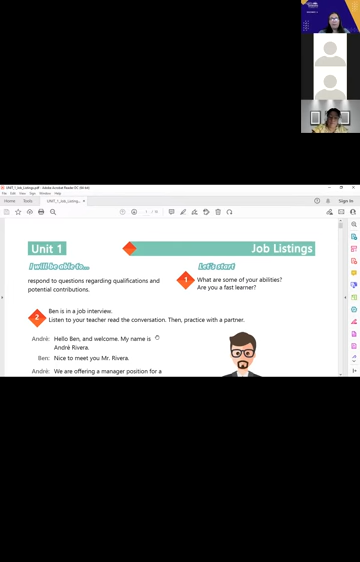 UNIT_1_Job_Listings.pdf - Adobe Acrobat Reader DC (64-bit)
File Edit View Sign Window Help
Home Tools UNIT_1_Job_Listing... × Sign In
Unit 1
Job Listings
I will be able to...
respond to questions regarding qualifications and
potential contributions.
Let's start
1 What are some of your abilities?
Are you a fast learner?
2 Ben is in a job interview.
Listen to your teacher read the conversation. Then, practice with a partner.
André: Hello Ben, and welcome. My name is
André Rivera.
Ben: Nice to meet you Mr. Rivera.
André: We are offering a manager position for a